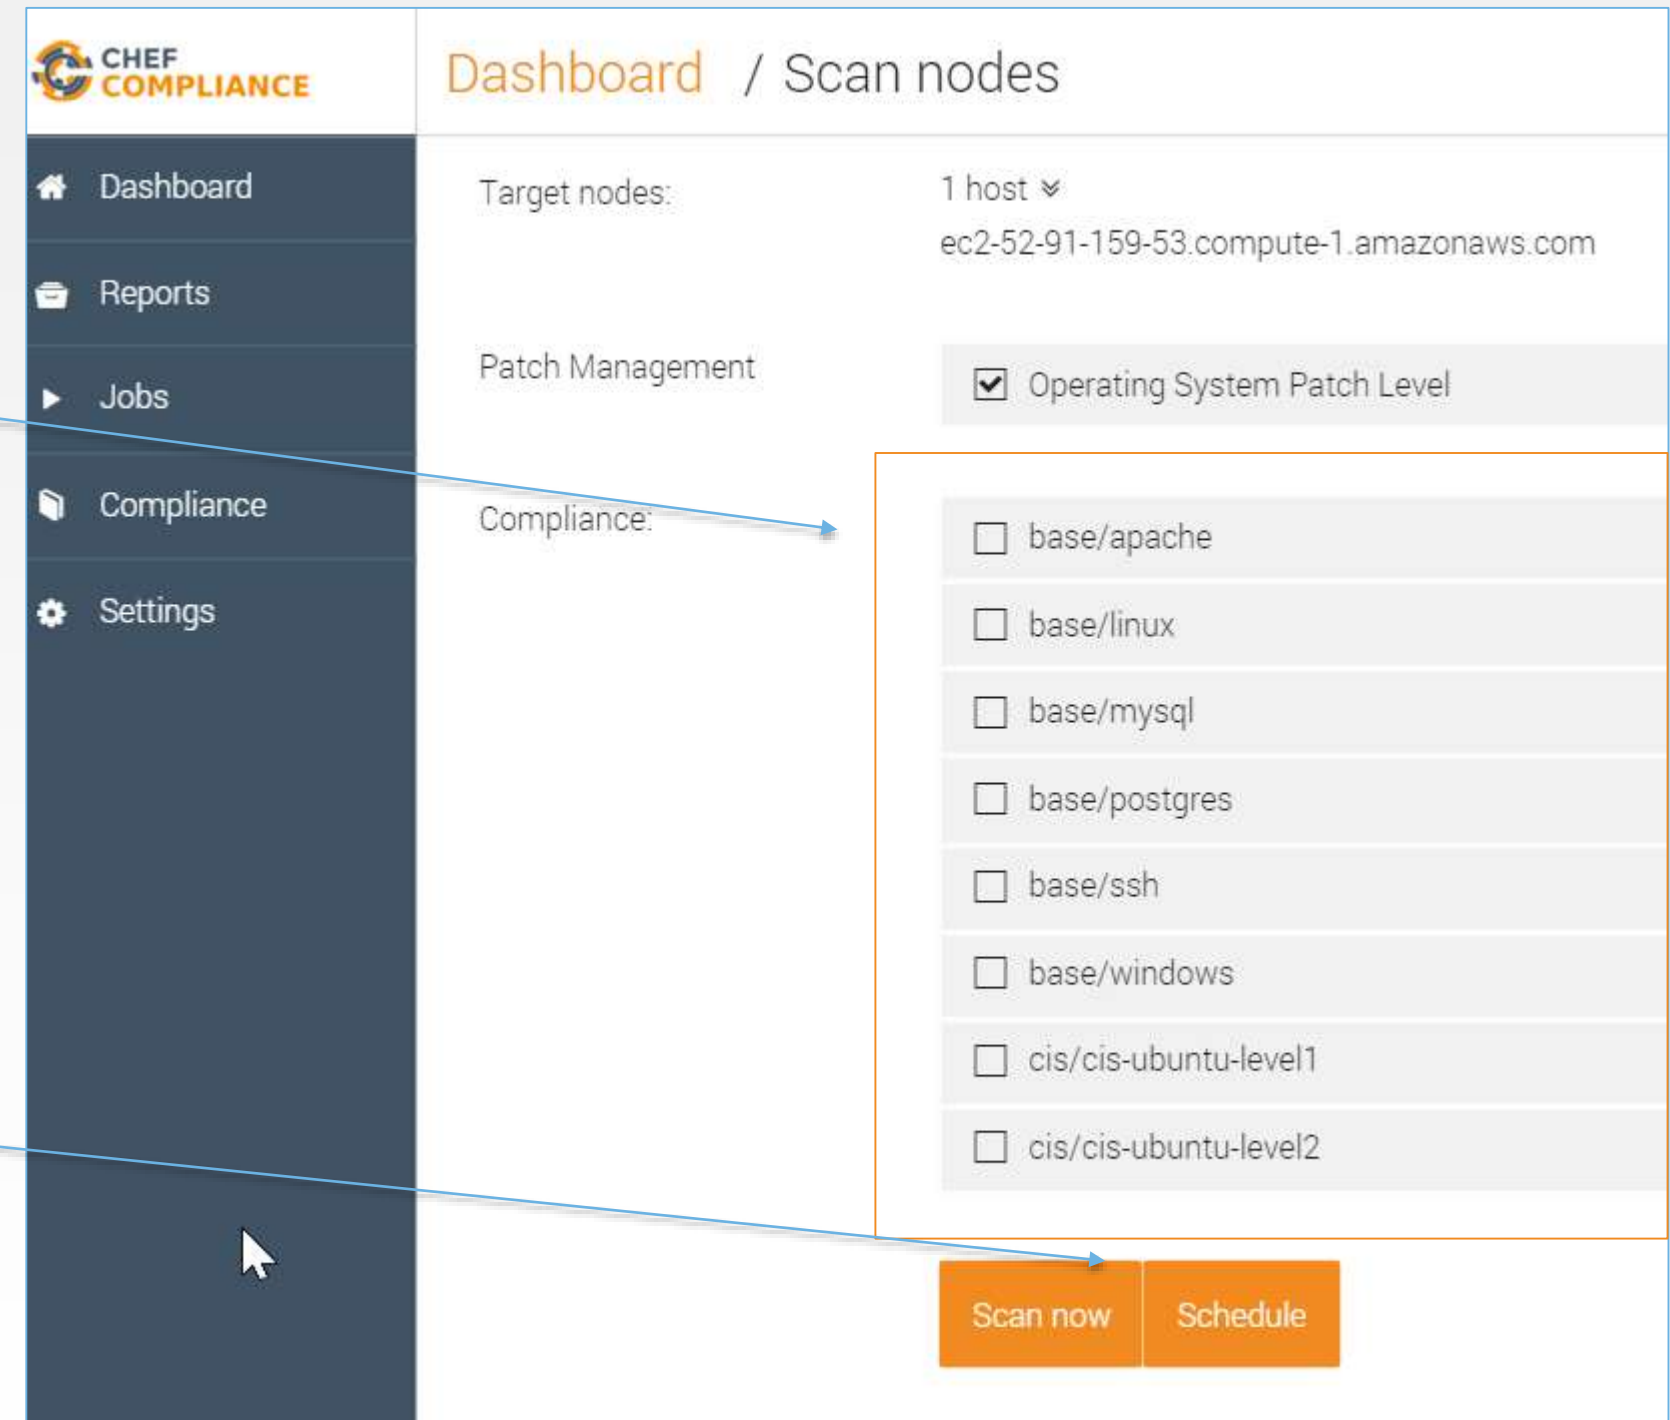 CHEF
COMPLIANCE
Dashboard / Scan nodes
Dashboard
Reports
Jobs
Compliance
Settings
Target nodes:
1 host
ec2-52-91-159-53.compute-1.amazonaws.com
Patch Management
Operating System Patch Level
Compliance:
base/apache
base/linux
base/mysql
base/postgres
base/ssh
base/windows
cis/cis-ubuntu-level1
cis/cis-ubuntu-level2
Scan now
Schedule